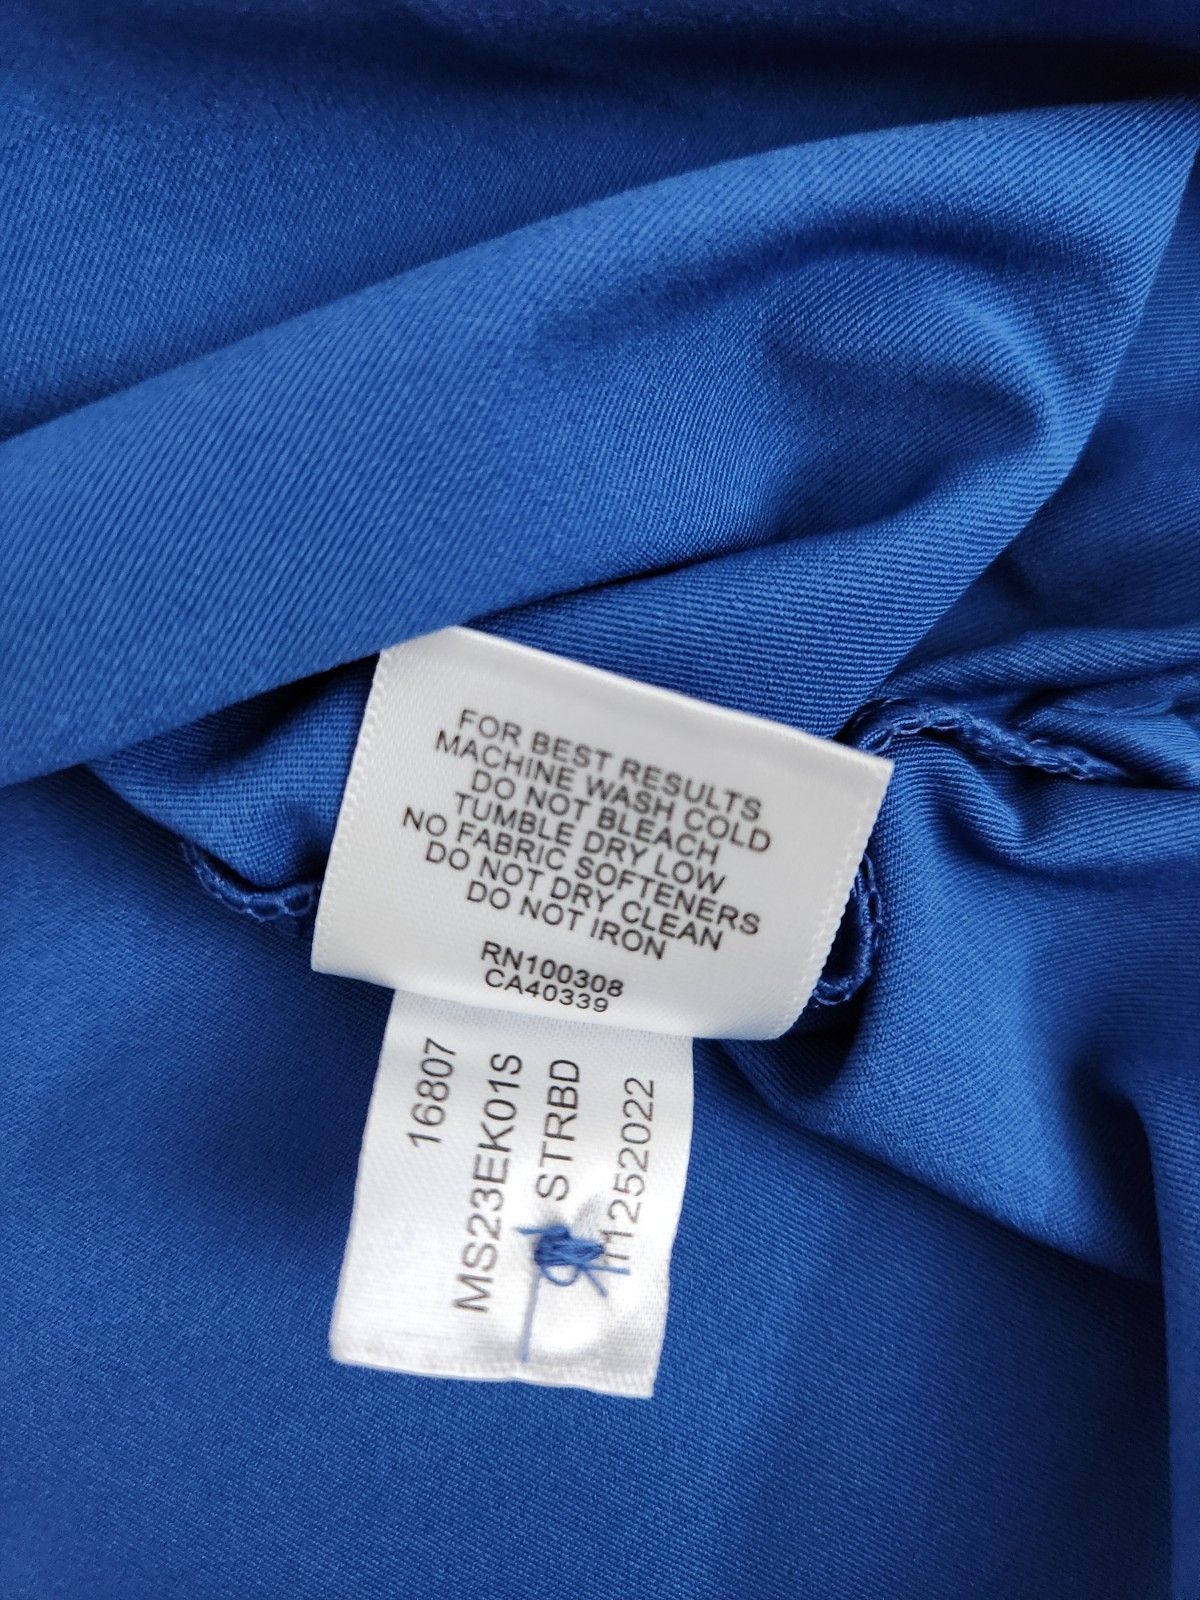 FOR BEST RESULTS
MACHINE WASH COLD
DO NOT BLEACH
TUMBLE DRY LOW
NO FABRIC SOFTENERS
DO NOT DRY CLEAN
DO NOT IRON
RN100308
CA40339
16807
MS23EK01S
STRBD
11252022